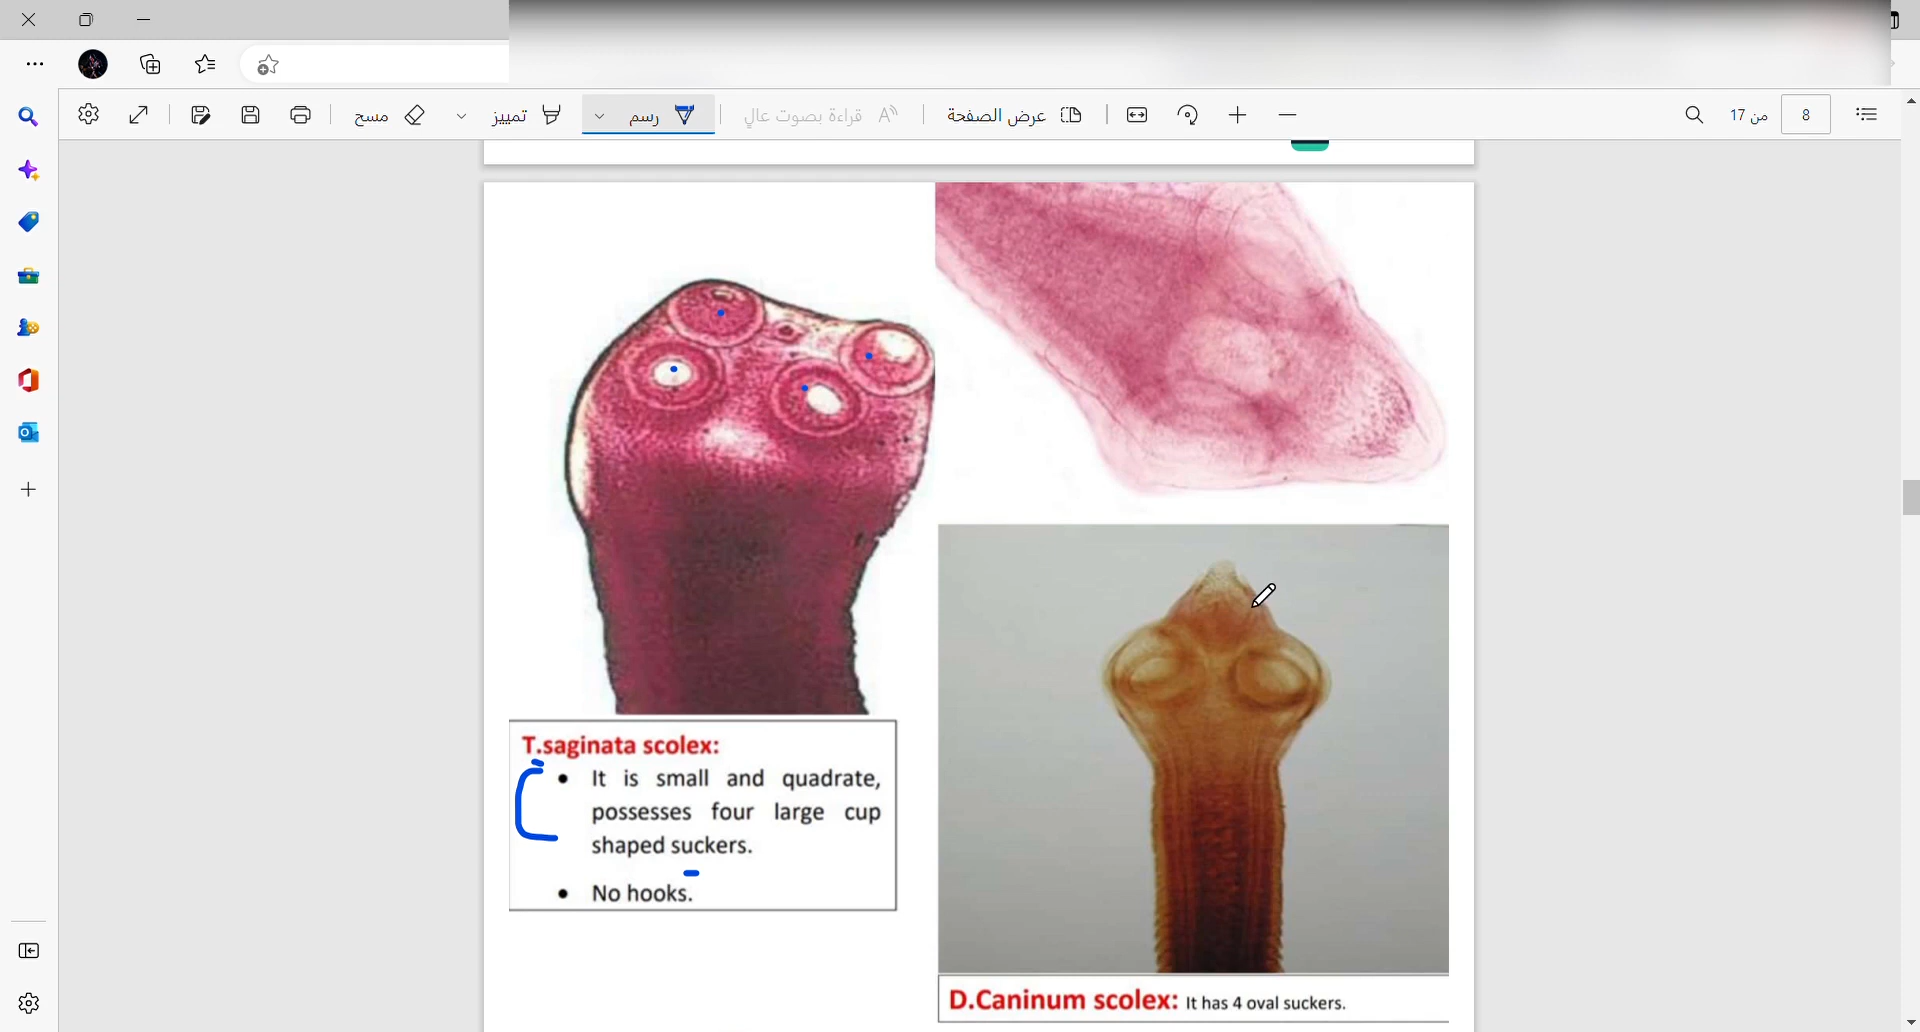 مسح
تمييز
رسم
قراءة بصوت عالٍ
عرض الصفحة
من 17
8
T.saginata scolex:
• It is small and quadrate,
possesses four large cup
shaped suckers.
• No hooks.
D.Caninum scolex: It has 4 oval suckers.